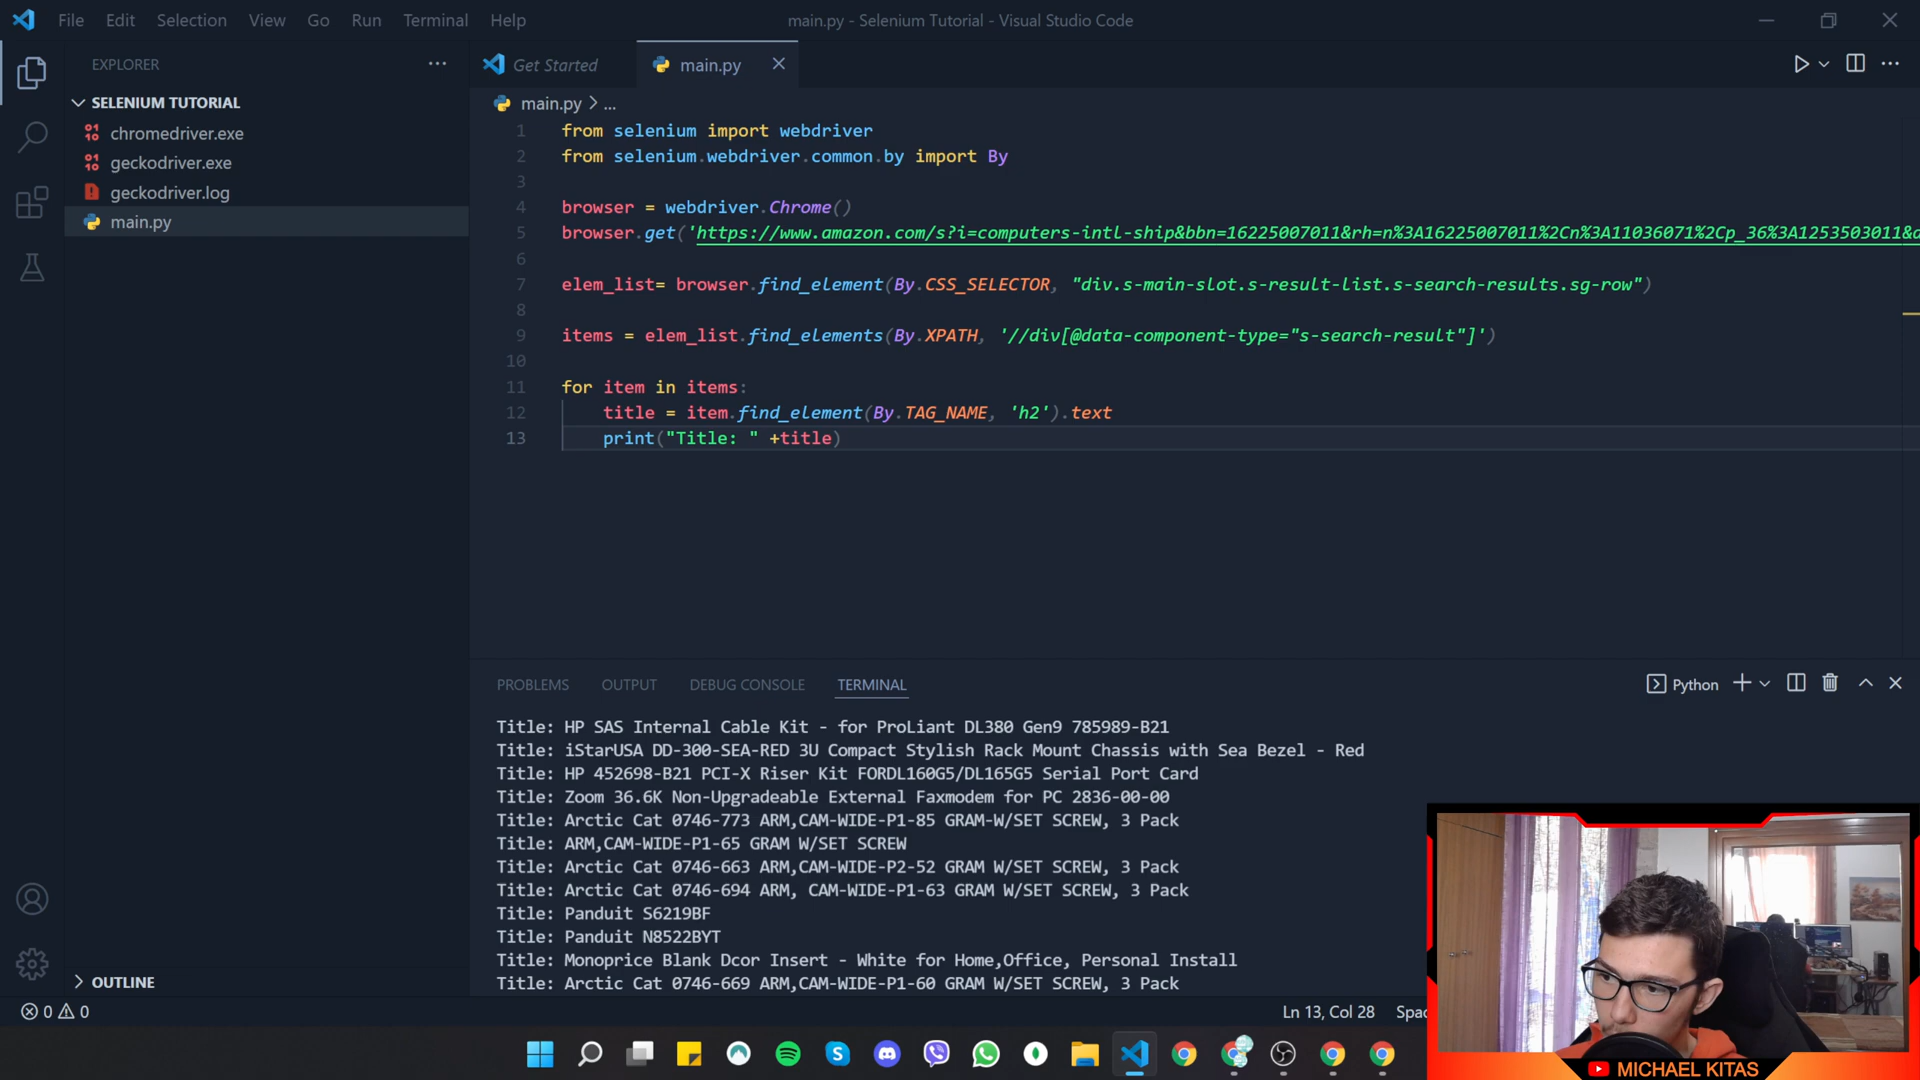 File Edit Selection View Go Run Terminal Help
main.py - Selenium Tutorial - Visual Studio Code
EXPLORER
SELENIUM TUTORIAL
chromedriver.exe
geckodriver.exe
geckodriver.log
main.py
OUTLINE
Get Started
main.py
main.py > ...
1 from selenium import webdriver
2 from selenium.webdriver.common.by import By
3
4 browser = webdriver.Chrome()
5 browser.get('https://www.amazon.com/s?i=computers-intl-ship&bbn=16225007011&rh=n%3A16225007011%2Cn%3A11036071%2Cp_36%3A1253503011&
6
7 elem_list= browser.find_element(By.CSS_SELECTOR, "div.s-main-slot.s-result-list.s-search-results.sg-row")
8
9 items = elem_list.find_elements(By.XPATH, '//div[@data-component-type="s-search-result"]')
10
11 for item in items:
12 title = item.find_element(By.TAG_NAME, 'h2').text
13 print("Title: " +title)
PROBLEMS OUTPUT DEBUG CONSOLE TERMINAL
Python
Title: HP SAS Internal Cable Kit - for ProLiant DL380 Gen9 785989-B21
Title: iStarUSA DD-300-SEA-RED 3U Compact Stylish Rack Mount Chassis with Sea Bezel - Red
Title: HP 452698-B21 PCI-X Riser Kit FORDL160G5/DL165G5 Serial Port Card
Title: Zoom 36.6K Non-Upgradeable External Faxmodem for PC 2836-00-00
Title: Arctic Cat 0746-773 ARM,CAM-WIDE-P1-85 GRAM-W/SET SCREW, 3 Pack
Title: ARM,CAM-WIDE-P1-65 GRAM W/SET SCREW
Title: Arctic Cat 0746-663 ARM,CAM-WIDE-P2-52 GRAM W/SET SCREW, 3 Pack
Title: Arctic Cat 0746-694 ARM, CAM-WIDE-P1-63 GRAM W/SET SCREW, 3 Pack
Title: Panduit S6219BF
Title: Panduit N8522BYT
Title: Monoprice Blank Dcor Insert - White for Home,Office, Personal Install
Title: Arctic Cat 0746-669 ARM,CAM-WIDE-P1-60 GRAM W/SET SCREW, 3 Pack
0 0
Ln 13, Col 28 Spac
MICHAEL KITAS